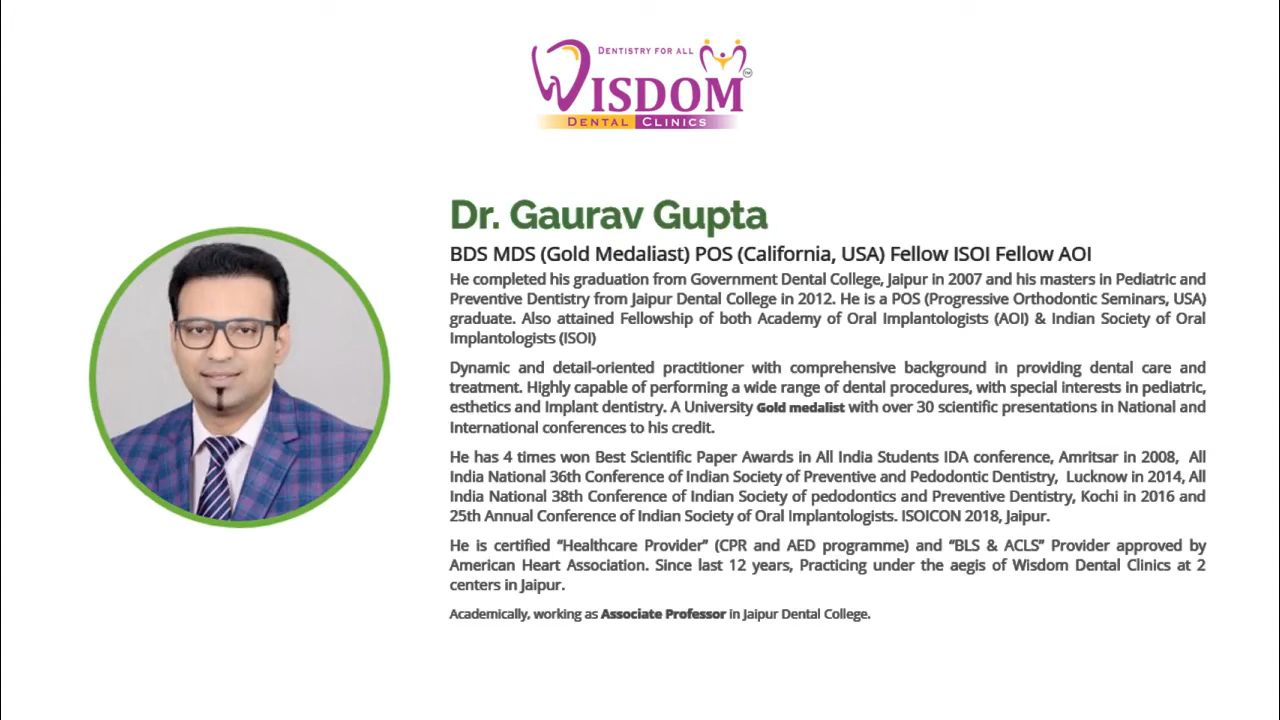 DENTISTRY FOR ALL
WISDOM
TM
DENTAL CLINICS
Dr. Gaurav Gupta
BDS MDS (Gold Medaliast) POS (California, USA) Fellow ISOI Fellow AOI
He completed his graduation from Government Dental College, Jaipur in 2007 and his masters in Pediatric and
Preventive Dentistry from Jaipur Dental College in 2012. He is a POS (Progressive Orthodontic Seminars, USA)
graduate. Also attained Fellowship of both Academy of Oral Implantologists (AOI) & Indian Society of Oral
Implantologists (ISOI)
Dynamic and detail-oriented practitioner with comprehensive background in providing dental care and
treatment. Highly capable of performing a wide range of dental procedures, with special interests in pediatric,
esthetics and Implant dentistry. A University Gold medalist with over 30 scientific presentations in National and
International conferences to his credit.
He has 4 times won Best Scientific Paper Awards in All India Students IDA conference, Amritsar in 2008, All
India National 36th Conference of Indian Society of Preventive and Pedodontic Dentistry, Lucknow in 2014, All
India National 38th Conference of Indian Society of pedodontics and Preventive Dentistry, Kochi in 2016 and
25th Annual Conference of Indian Society of Oral Implantologists. ISOICON 2018, Jaipur.
He is certified “Healthcare Provider” (CPR and AED programme) and “BLS & ACLS” Provider approved by
American Heart Association. Since last 12 years, Practicing under the aegis of Wisdom Dental Clinics at 2
centers in Jaipur.
Academically, working as Associate Professor in Jaipur Dental College.